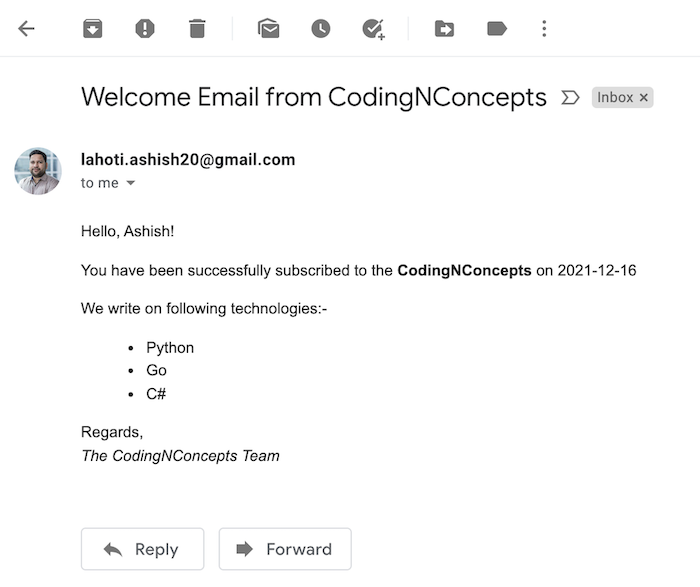 Welcome Email from CodingNConcepts Inbox ×
lahoti.ashish20@gmail.com
to me
Hello, Ashish!
You have been successfully subscribed to the CodingNConcepts on 2021-12-16
We write on following technologies:-
• Python
• Go
• C#
Regards,
The CodingNConcepts Team
Reply Forward